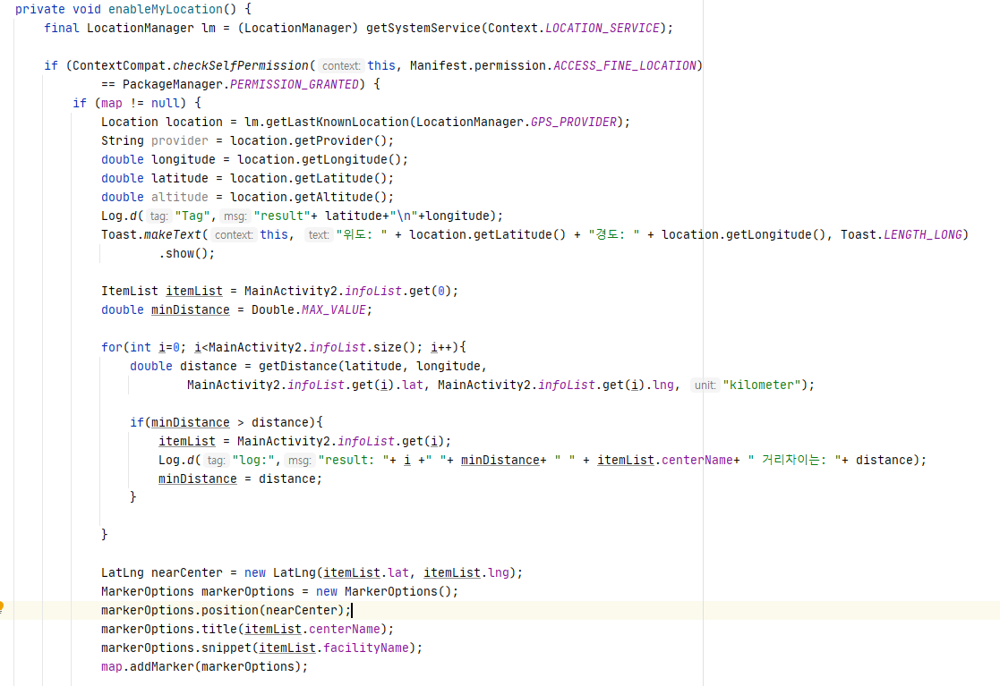 private void enableMyLocation() {
final LocationManager lm = (LocationManager) getSystemService(Context.LOCATION_SERVICE);
if (ContextCompat.checkSelfPermission( context: this, Manifest.permission.ACCESS_FINE_LOCATION)
== PackageManager.PERMISSION_GRANTED) {
if (map != null) {
Location location = lm.getLastKnownLocation(LocationManager.GPS_PROVIDER);
String provider = location.getProvider();
double longitude = location.getLongitude();
double latitude = location.getLatitude();
double altitude = location.getAltitude();
Log.d( tag: "Tag", msg: "result"+ latitude+"\n"+longitude);
Toast.makeText( context: this, text: "위도: " + location.getLatitude() + "경도: " + location.getLongitude(), Toast.LENGTH_LONG)
.show();
ItemList itemList = MainActivity2.infoList.get(0);
double minDistance = Double.MAX_VALUE;
for(int i=0; i<MainActivity2.infoList.size(); i++){
double distance = getDistance(latitude, longitude,
MainActivity2.infoList.get(i).lat, MainActivity2.infoList.get(i).lng, unit: "kilometer");
if(minDistance > distance){
itemList = MainActivity2.infoList.get(i);
Log.d( tag: "log:", msg: "result: "+ i +" "+ minDistance+ " " + itemList.centerName+ " 거리차이는: "+ distance);
minDistance = distance;
}
}
LatLng nearCenter = new LatLng(itemList.lat, itemList.lng);
MarkerOptions markerOptions = new MarkerOptions();
markerOptions.position(nearCenter);
markerOptions.title(itemList.centerName);
markerOptions.snippet(itemList.facilityName);
map.addMarker(markerOptions);